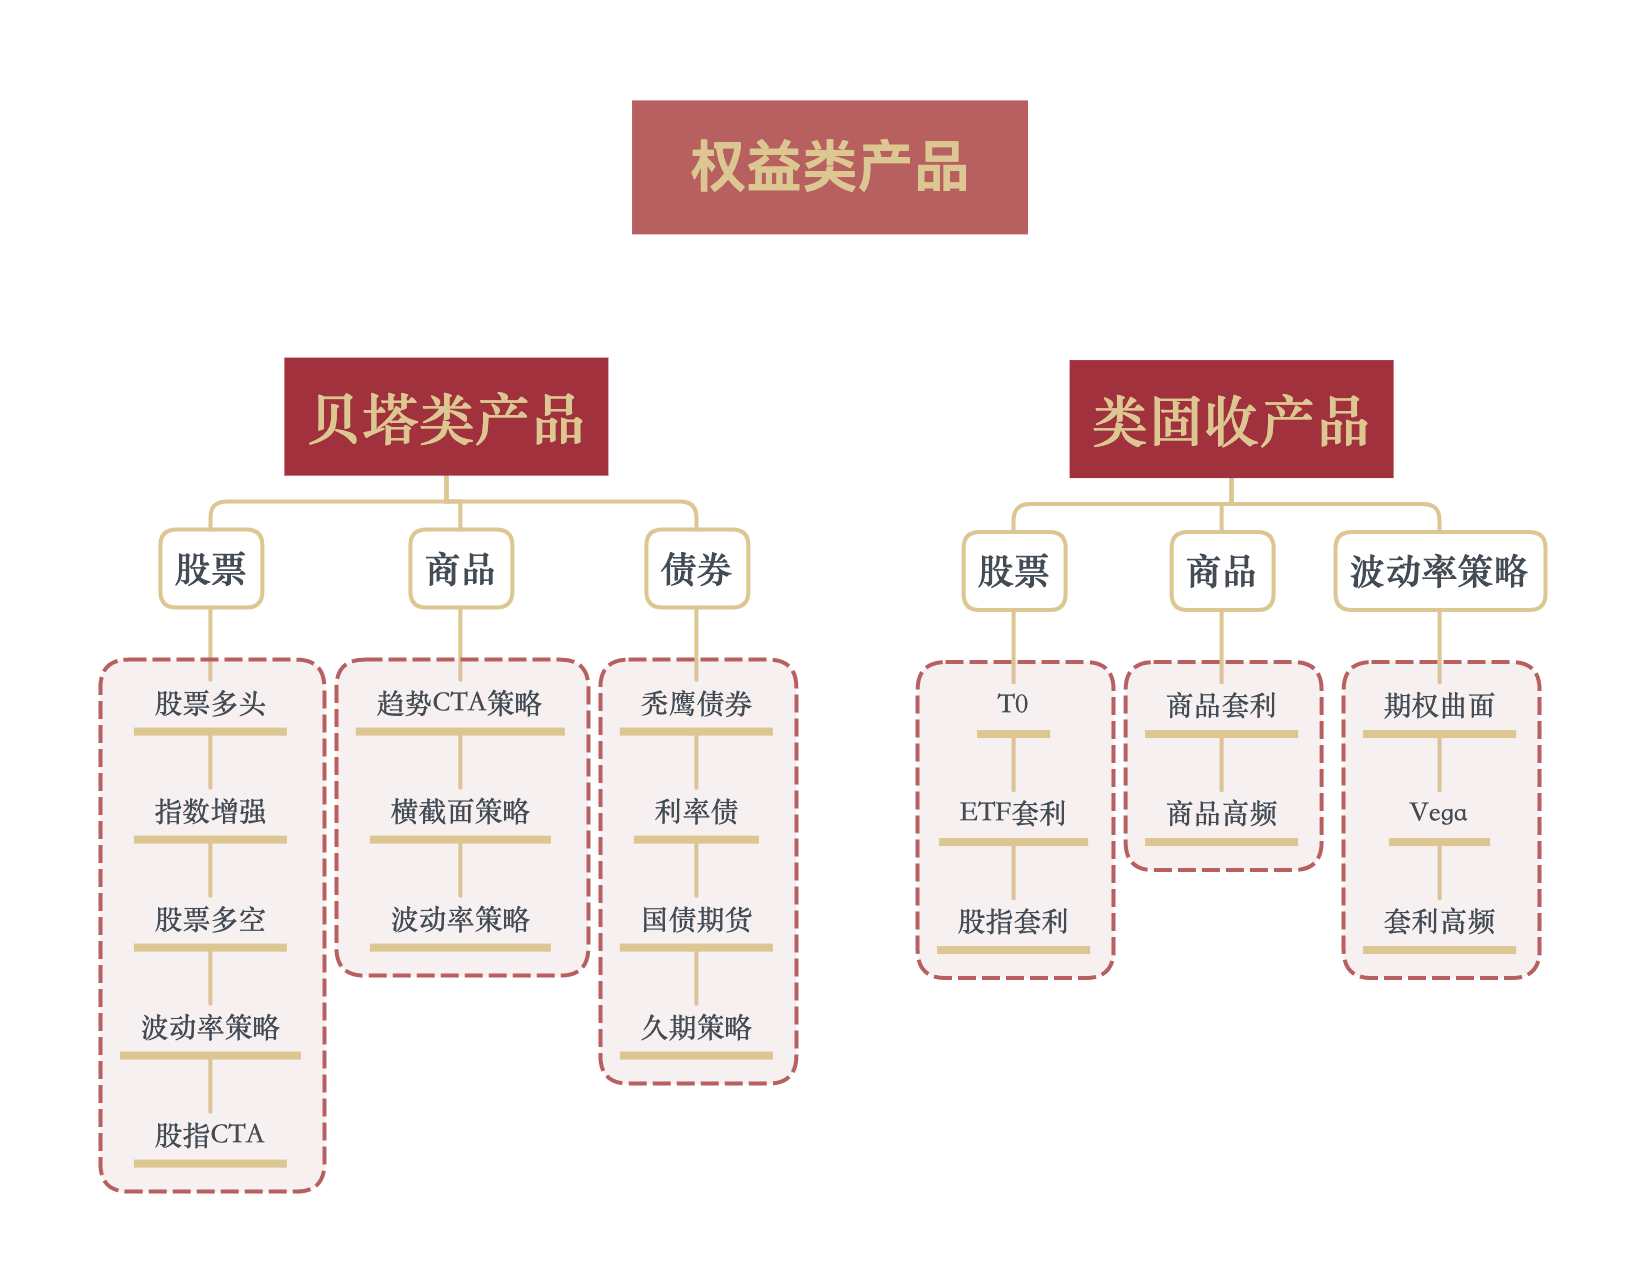 权益类产品
贝塔类产品
股票
股票多头
指数增强
股票多空
波动率策略
股指CTA
商品
趋势CTA策略
横截面策略
波动率策略
债券
秃鹰债券
利率债
国债期货
久期策略
类固收产品
股票
T0
ETF套利
股指套利
商品
商品套利
商品高频
波动率策略
期权曲面
Vega
套利高频